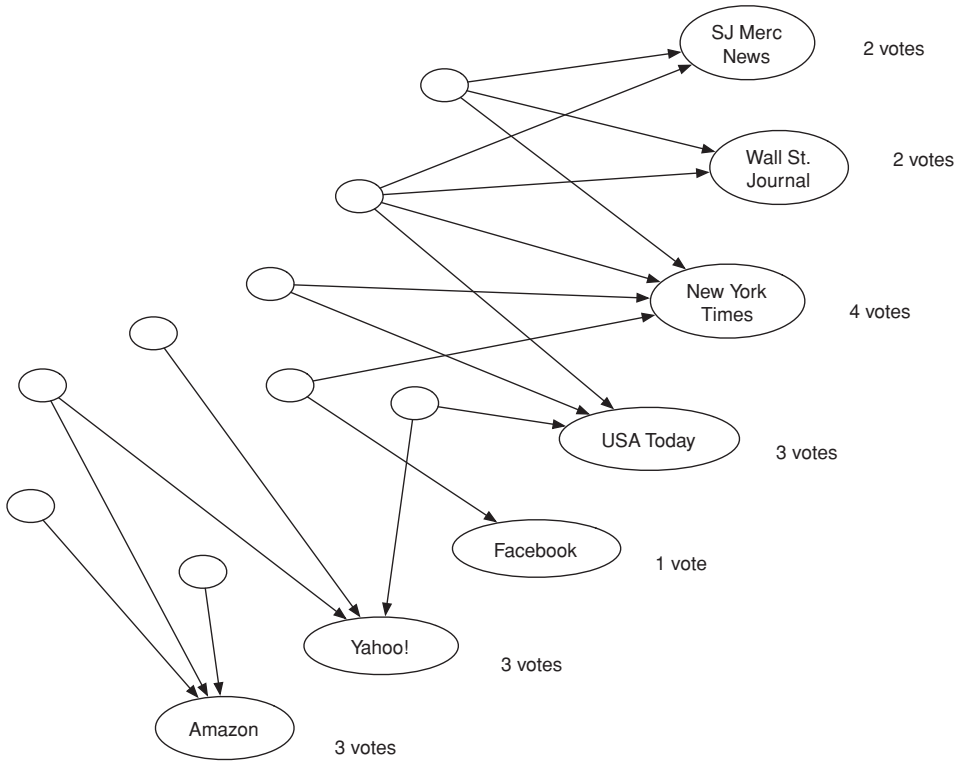 SJ Merc
News
2 votes
Wall St.
Journal
2 votes
New York
Times
4 votes
USA Today
3 votes
Facebook
1 vote
Yahoo!
3 votes
Amazon
3 votes